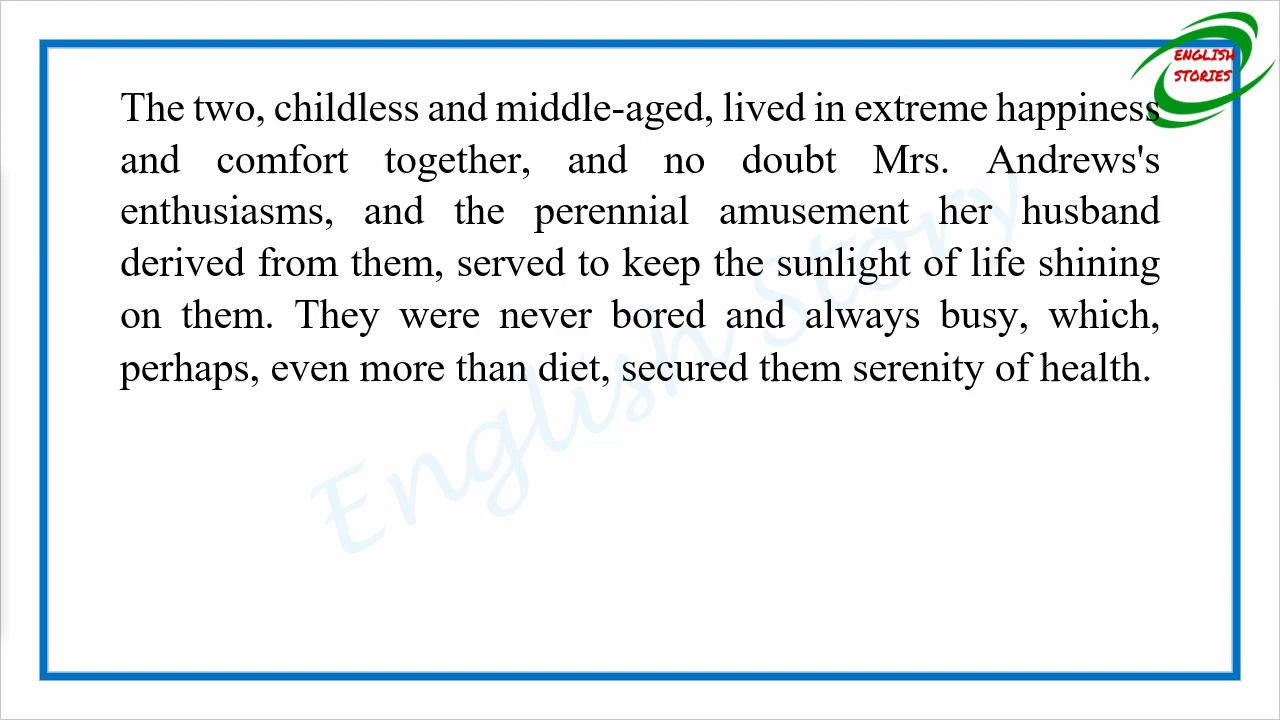 ENGLISH
STORIES
The two, childless and middle-aged, lived in extreme happiness
and comfort together, and no doubt Mrs. Andrews's
enthusiasms, and the perennial amusement her husband
derived from them, served to keep the sunlight of life shining
on them. They were never bored and always busy, which,
perhaps, even more than diet, secured them serenity of health.
English Story